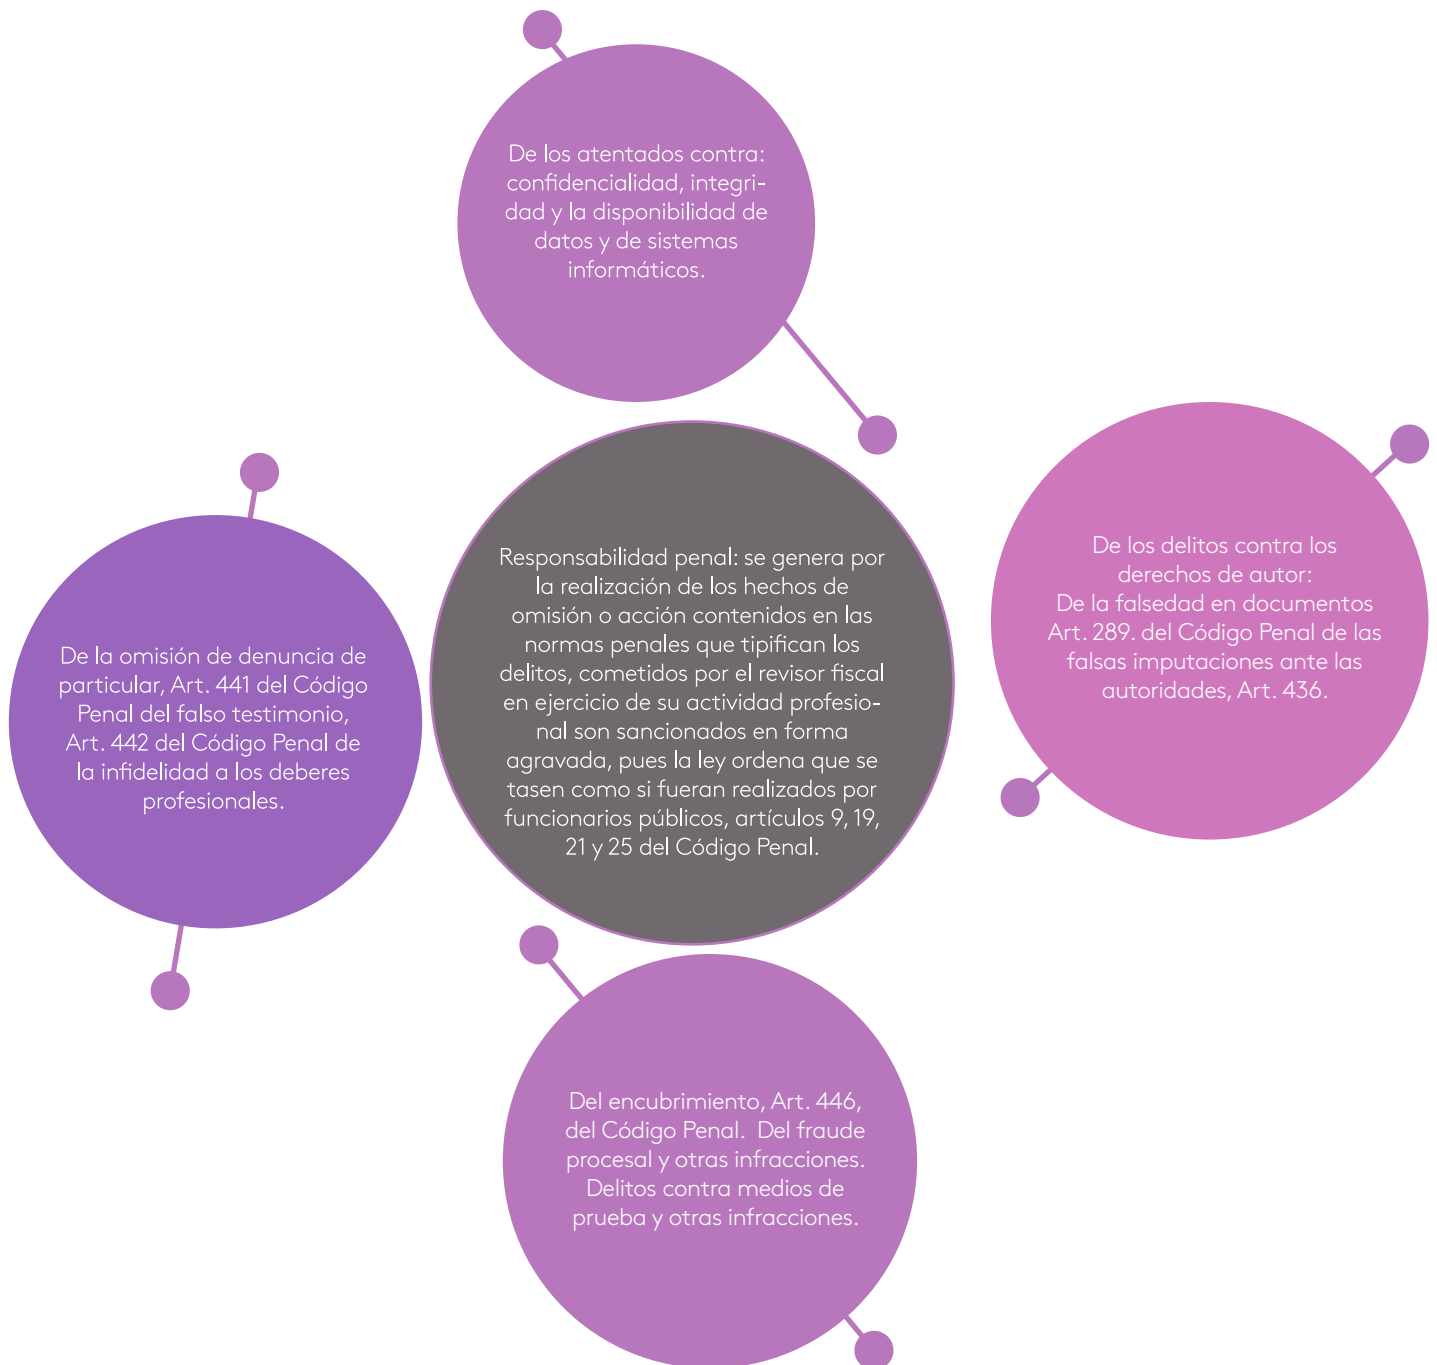 De los atentados contra:
confidencialidad, integri-
dad y la disponibilidad de
datos y de sistemas
informáticos.
De la omisión de denuncia de
particular, Art. 441 del Código
Penal del falso testimonio,
Art. 442 del Código Penal de
la infidelidad a los deberes
profesionales.
Responsabilidad penal: se genera por
la realización de los hechos de
omisión o acción contenidos en las
normas penales que tipifican los
delitos, cometidos por el revisor fiscal
en ejercicio de su actividad profesio-
nal son sancionados en forma
agravada, pues la ley ordena que se
tasen como si fueran realizados por
funcionarios públicos, artículos 9, 19,
21 y 25 del Código Penal.
De los delitos contra los
derechos de autor:
De la falsedad en documentos
Art. 289. del Código Penal de las
falsas imputaciones ante las
autoridades, Art. 436.
Del encubrimiento, Art. 446,
del Código Penal.  Del fraude
procesal y otras infracciones.
Delitos contra medios de
prueba y otras infracciones.